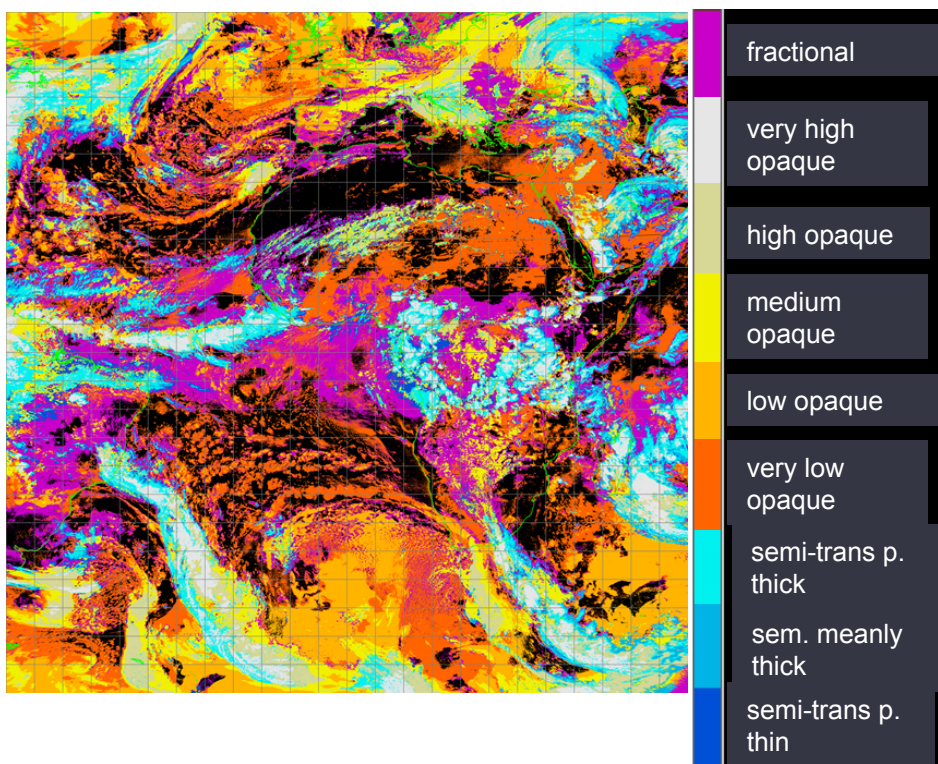 fractional
very high
opaque
high opaque
medium
opaque
low opaque
very low
opaque
semi-trans p.
thick
sem. meanly
thick
semi-trans p.
thin